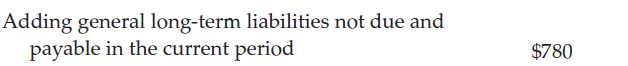 Adding general long-term liabilities not due and
payable in the current period $780